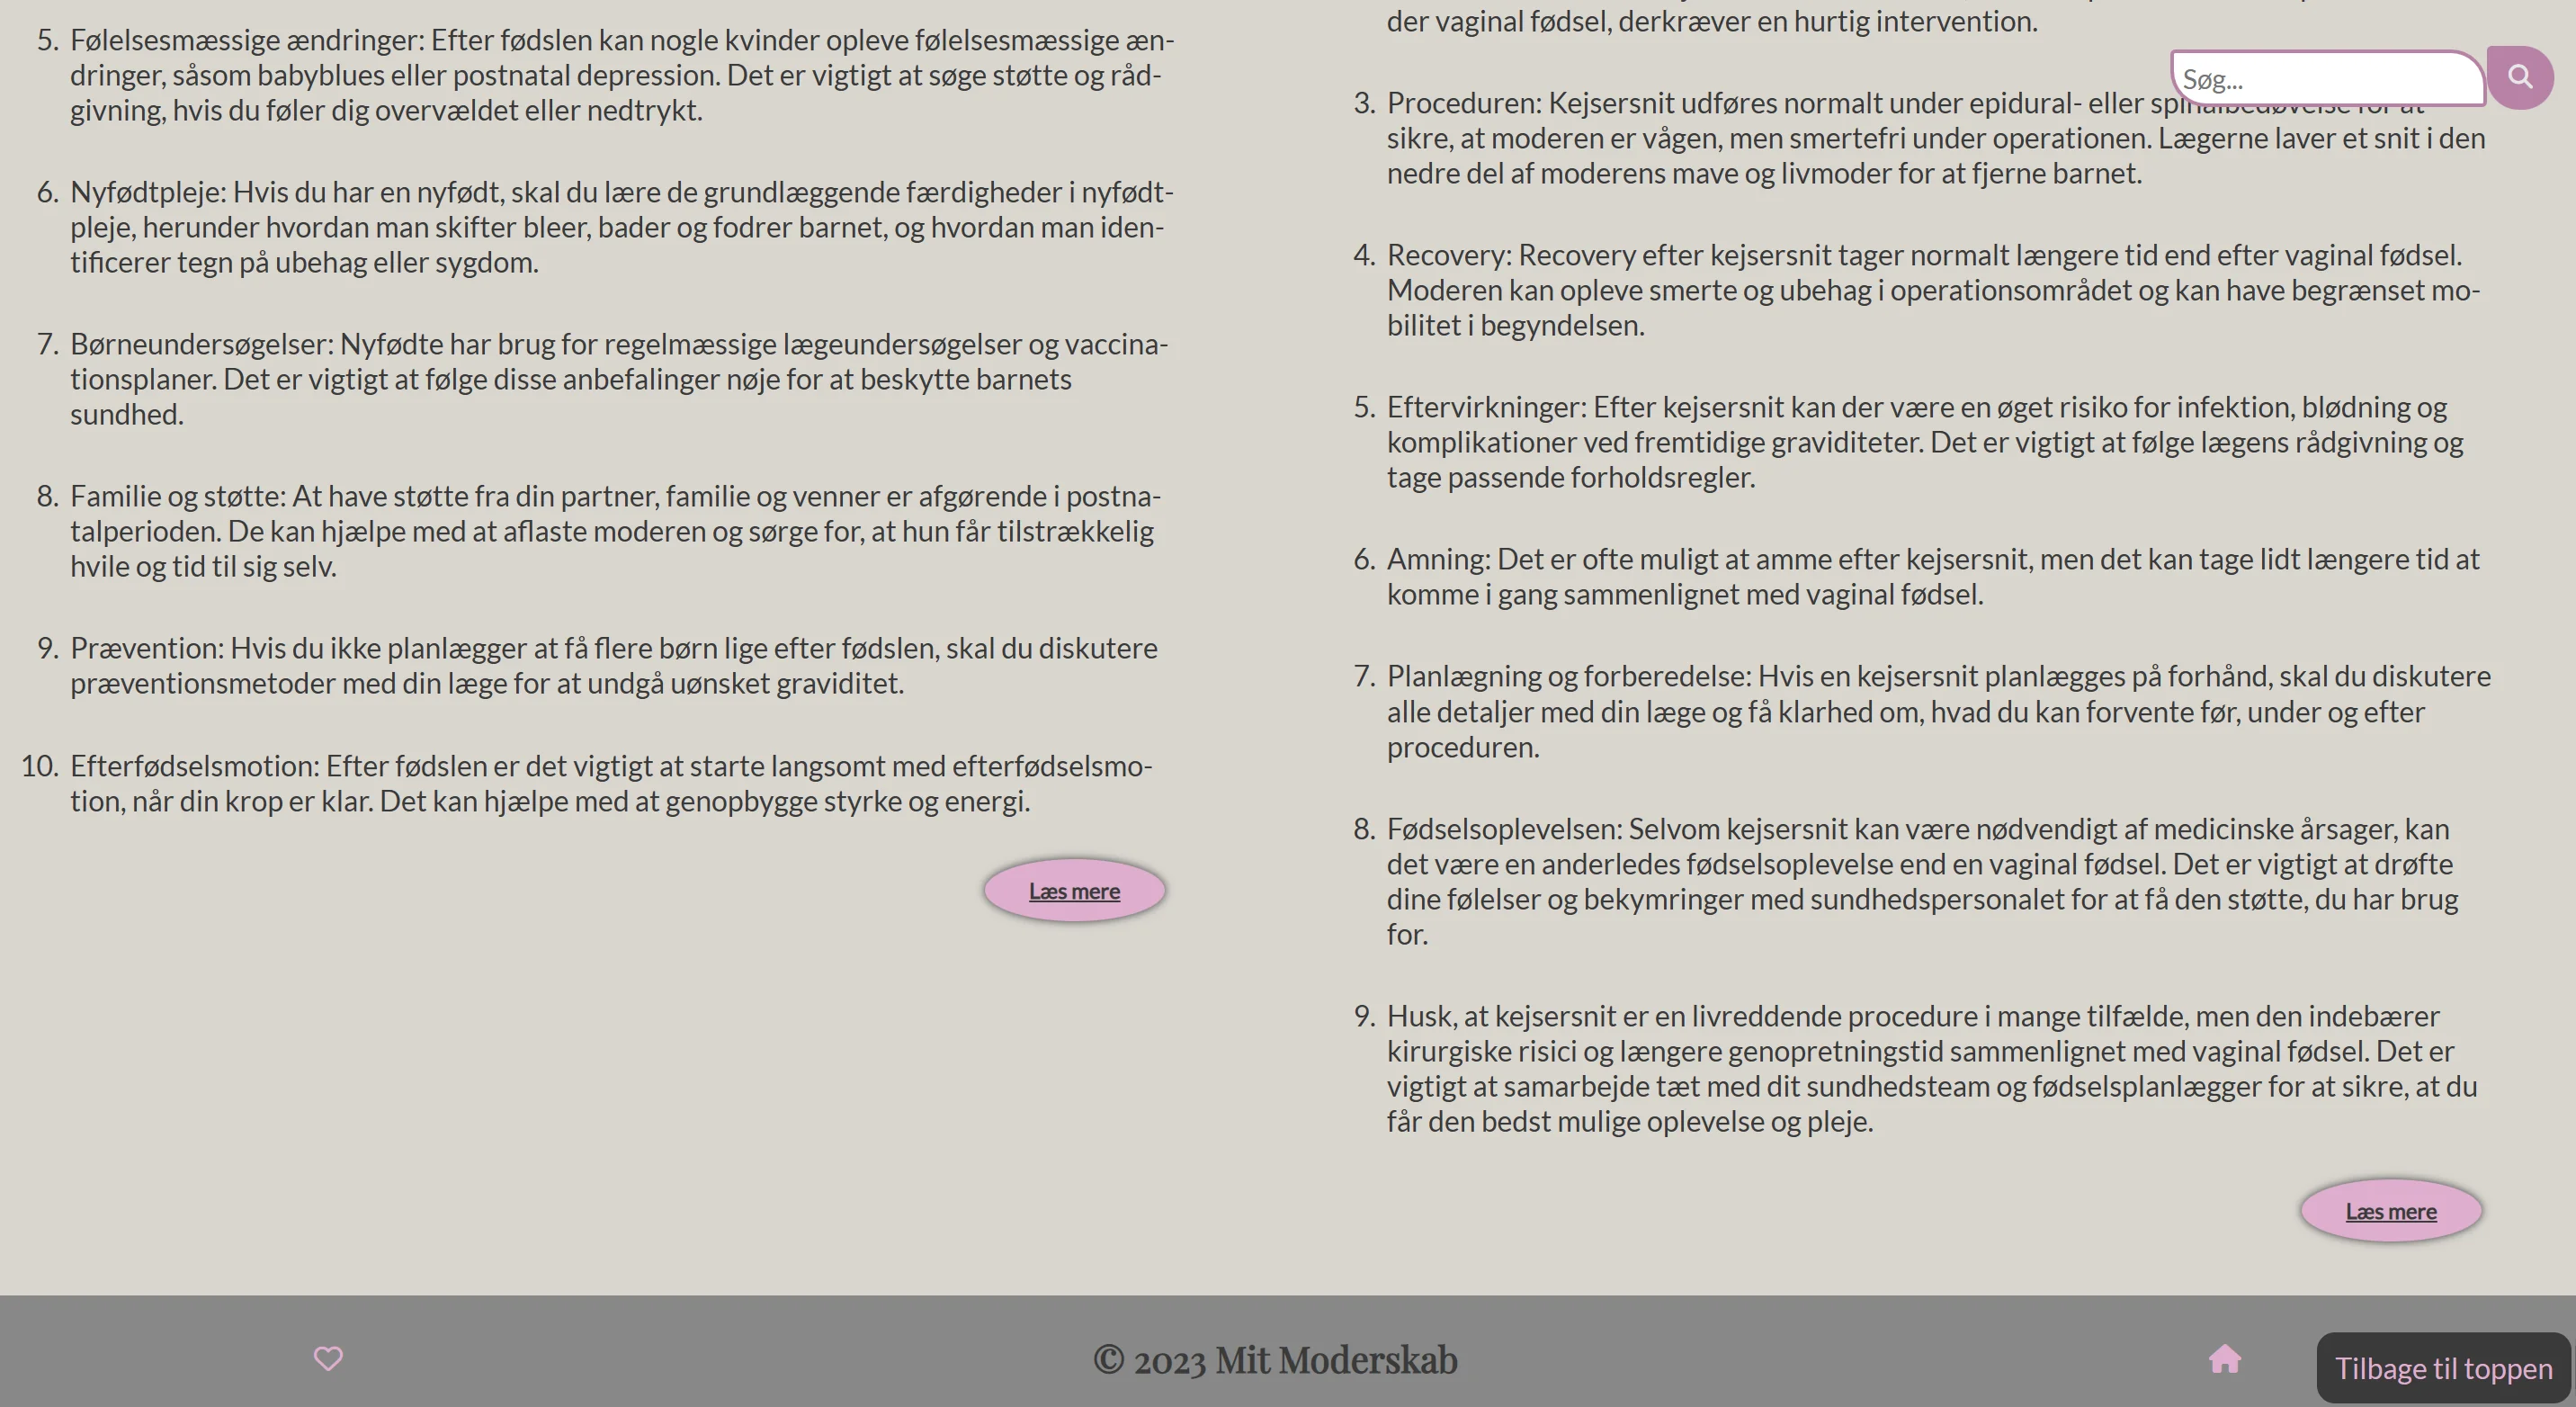 5. Følelsesmæssige ændringer: Efter fødslen kan nogle kvinder opleve følelsesmæssige æn-
dringer, såsom babyblues eller postnatal depression. Det er vigtigt at søge støtte og råd-
givning, hvis du føler dig overvældet eller nedtrykt.
6. Nyfødtpleje: Hvis du har en nyfødt, skal du lære de grundlæggende færdigheder i nyfødt-
pleje, herunder hvordan man skifter bleer, bader og fodrer barnet, og hvordan man iden-
tificerer tegn på ubehag eller sygdom.
7. Børneundersøgelser: Nyfødte har brug for regelmæssige lægeundersøgelser og vaccina-
tionsplaner. Det er vigtigt at følge disse anbefalinger nøje for at beskytte barnets
sundhed.
8. Familie og støtte: At have støtte fra din partner, familie og venner er afgørende i postna-
talperioden. De kan hjælpe med at aflaste moderen og sørge for, at hun får tilstrækkelig
hvile og tid til sig selv.
9. Prævention: Hvis du ikke planlægger at få flere børn lige efter fødslen, skal du diskutere
præventionsmetoder med din læge for at undgå uønsket graviditet.
10. Efterfødselsmotion: Efter fødslen er det vigtigt at starte langsomt med efterfødselsmo-
tion, når din krop er klar. Det kan hjælpe med at genopbygge styrke og energi.
Læs mere
der vaginal fødsel, derkræver en hurtig intervention.
Søg...
3. Proceduren: Kejsersnit udføres normalt under epidural- eller spinalbedøvelse for at
sikre, at moderen er vågen, men smertefri under operationen. Lægerne laver et snit i den
nedre del af moderens mave og livmoder for at fjerne barnet.
4. Recovery: Recovery efter kejsersnit tager normalt længere tid end efter vaginal fødsel.
Moderen kan opleve smerte og ubehag i operationsområdet og kan have begrænset mo-
bilitet i begyndelsen.
5. Eftervirkninger: Efter kejsersnit kan der være en øget risiko for infektion, blødning og
komplikationer ved fremtidige graviditeter. Det er vigtigt at følge lægens rådgivning og
tage passende forholdsregler.
6. Amning: Det er ofte muligt at amme efter kejsersnit, men det kan tage lidt længere tid at
komme i gang sammenlignet med vaginal fødsel.
7. Planlægning og forberedelse: Hvis en kejsersnit planlægges på forhånd, skal du diskutere
alle detaljer med din læge og få klarhed om, hvad du kan forvente før, under og efter
proceduren.
8. Fødselsoplevelsen: Selvom kejsersnit kan være nødvendigt af medicinske årsager, kan
det være en anderledes fødselsoplevelse end en vaginal fødsel. Det er vigtigt at drøfte
dine følelser og bekymringer med sundhedspersonalet for at få den støtte, du har brug
for.
9. Husk, at kejsersnit er en livreddende procedure i mange tilfælde, men den indebærer
kirurgiske risici og længere genopretningstid sammenlignet med vaginal fødsel. Det er
vigtigt at samarbejde tæt med dit sundhedsteam og fødselsplanlægger for at sikre, at du
får den bedst mulige oplevelse og pleje.
Læs mere
© 2023 Mit Moderskab
Tilbage til toppen